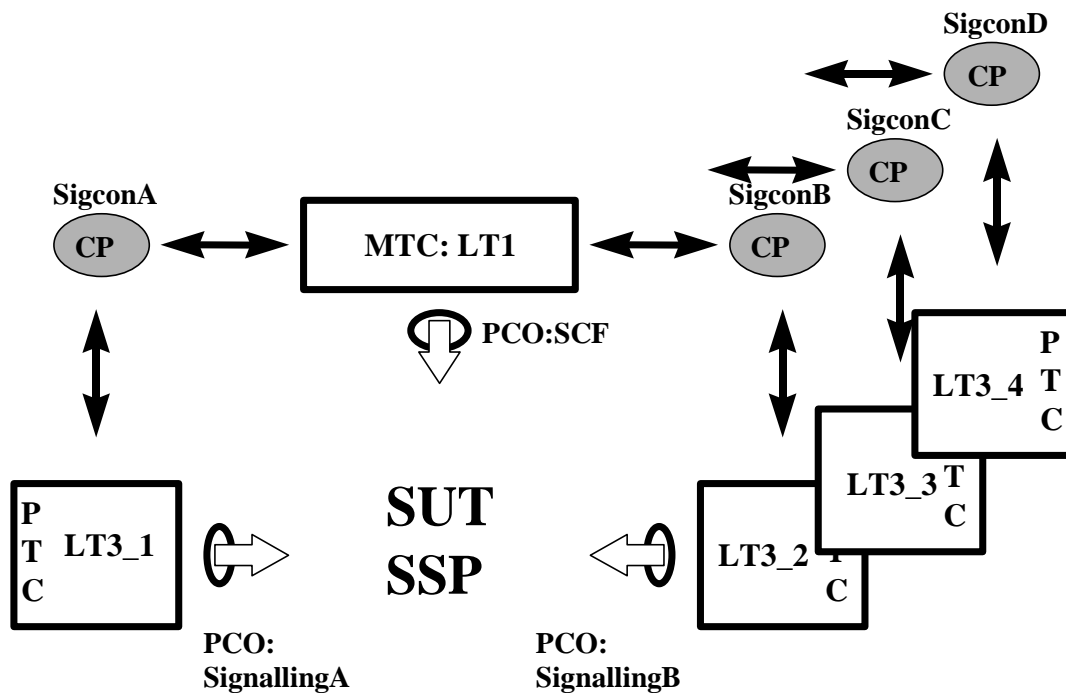 SigconD
CP
SigconC
CP
SigconA
CP
MTC: LT1
SigconB
CP
PCO:SCF
P
T
C
LT3_4
LT3_3
T
C
P
T
C
LT3_1
SUT
SSP
LT3_2
C
PCO:
SignallingA
PCO:
SignallingB